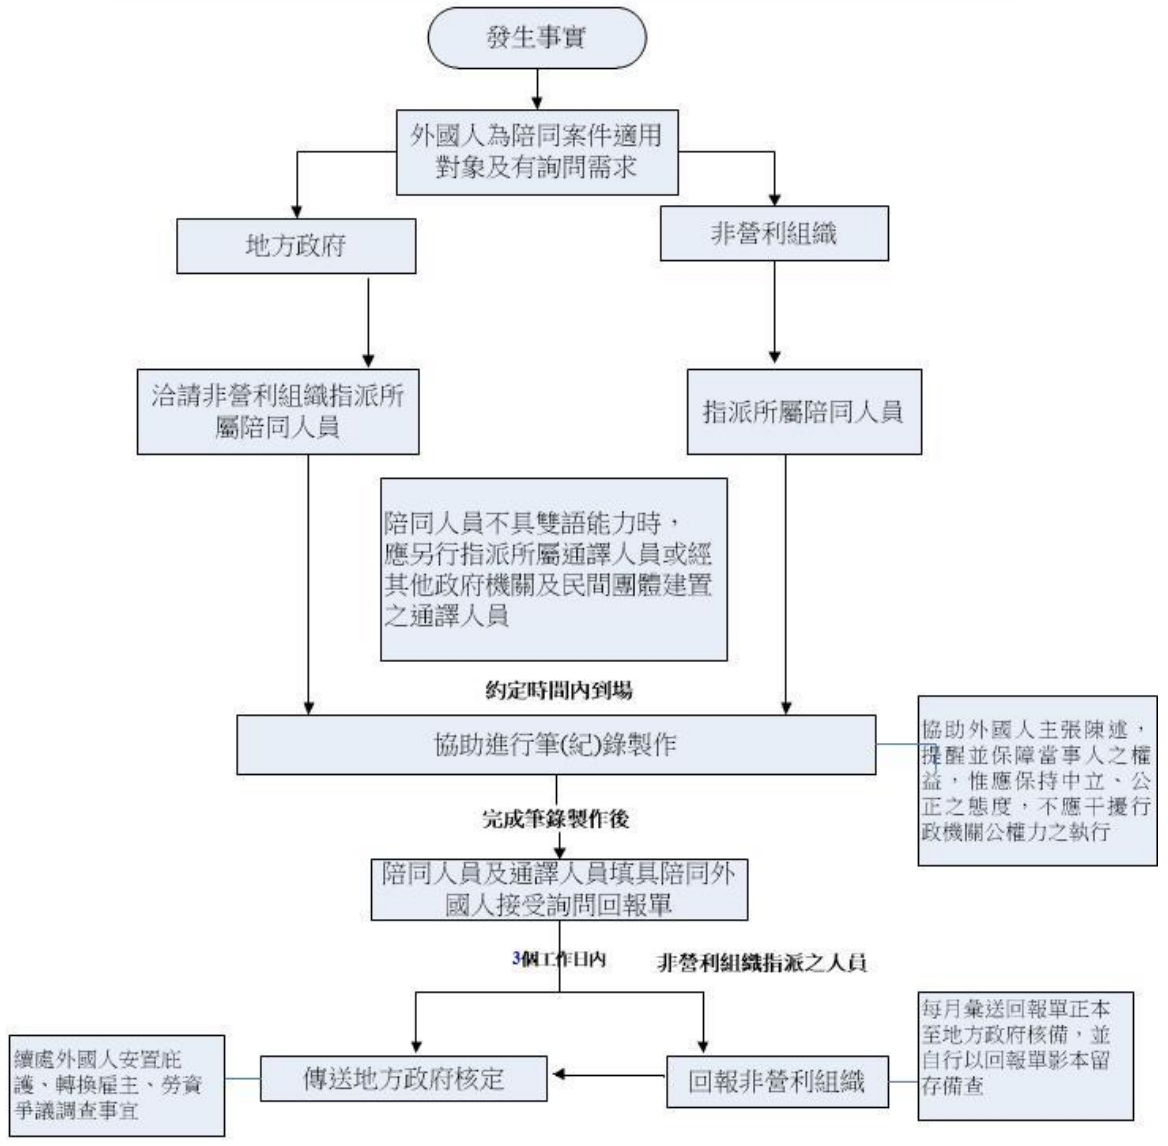 發生事實
外國人為陪同案件適用
對象及有詢問需求
地方政府
非營利組織
洽請非營利組織指派所
屬陪同人員
指派所屬陪同人員
陪同人員不具雙語能力時，
應另行指派所屬通譯人員或經
其他政府機關及民間團體建置
之通譯人員
約定時間內到場
協助進行筆(紀)錄製作
協助外國人主張陳述，
提醒並保障當事人之權
益，惟應保持中立、公
正之態度，不應干擾行
政機關公權力之執行
完成筆錄製作後
陪同人員及通譯人員填具陪同外
國人接受詢問回報單
3個工作日內
非營利組織指派之人員
續處外國人安置庇
護、轉換雇主、勞資
爭議調查事宜
傳送地方政府核定
回報非營利組織
每月彙送回報單正本
至地方政府核備，並
自行以回報單影本留
存備查